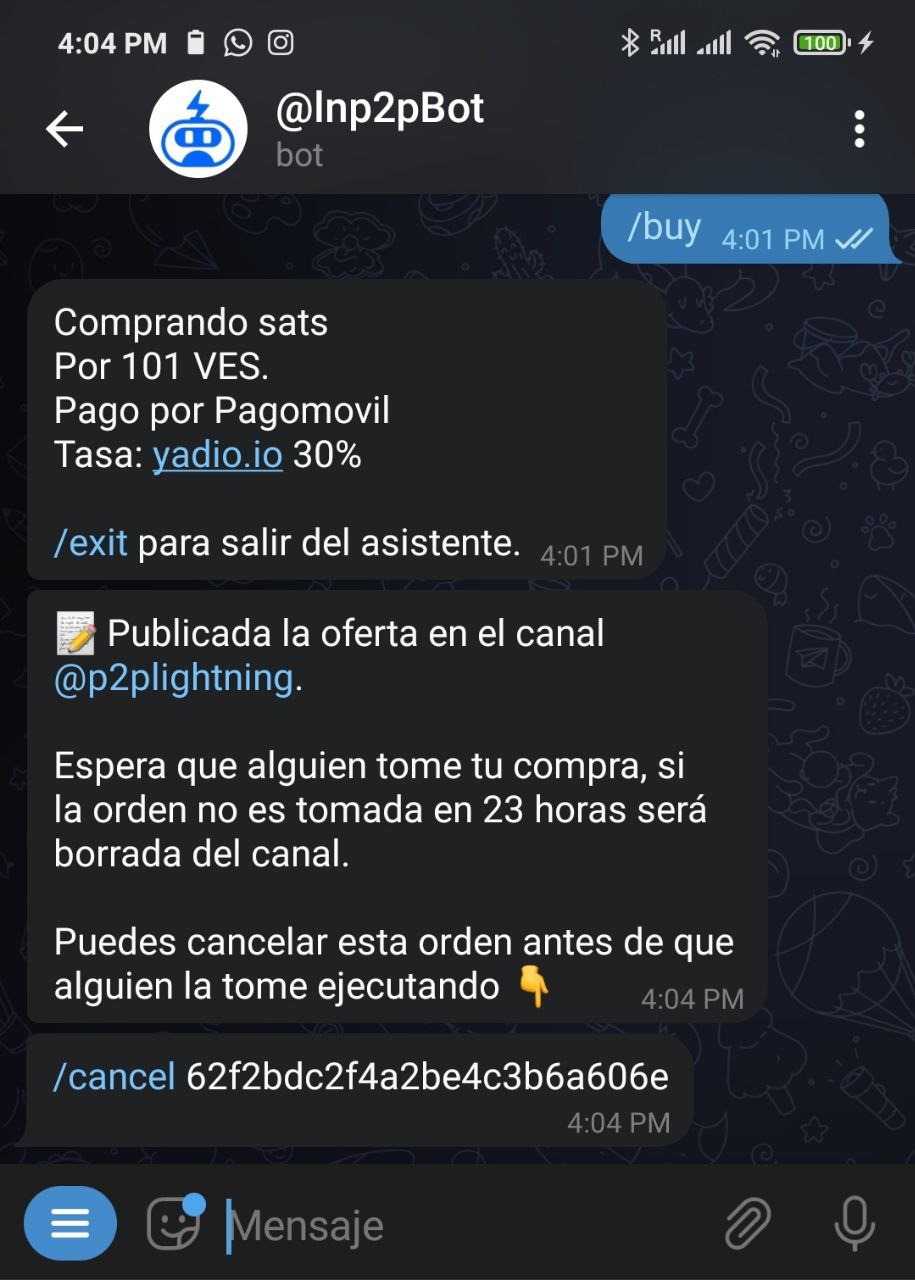 4:04 PM
R
100
@lnp2pBot
bot
/buy 4:01 PM
Comprando sats
Por 101 VES.
Pago por Pagomovil
Tasa: yadio.io 30%
/exit para salir del asistente. 4:01 PM
📝 Publicada la oferta en el canal
@p2plightning.
Espera que alguien tome tu compra, si
la orden no es tomada en 23 horas será
borrada del canal.
Puedes cancelar esta orden antes de que
alguien la tome ejecutando 👇 4:04 PM
/cancel 62f2bdc2f4a2be4c3b6a606e
4:04 PM
Mensaje